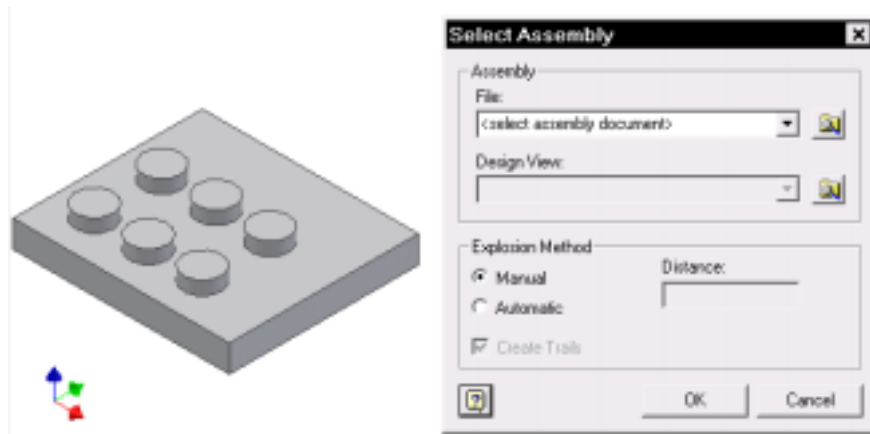 Select Assembly
Assembly
File:
<select assembly document>
Design View:
Explosion Method
Manual
Distance:
Automatic
Create Trails
OK
Cancel